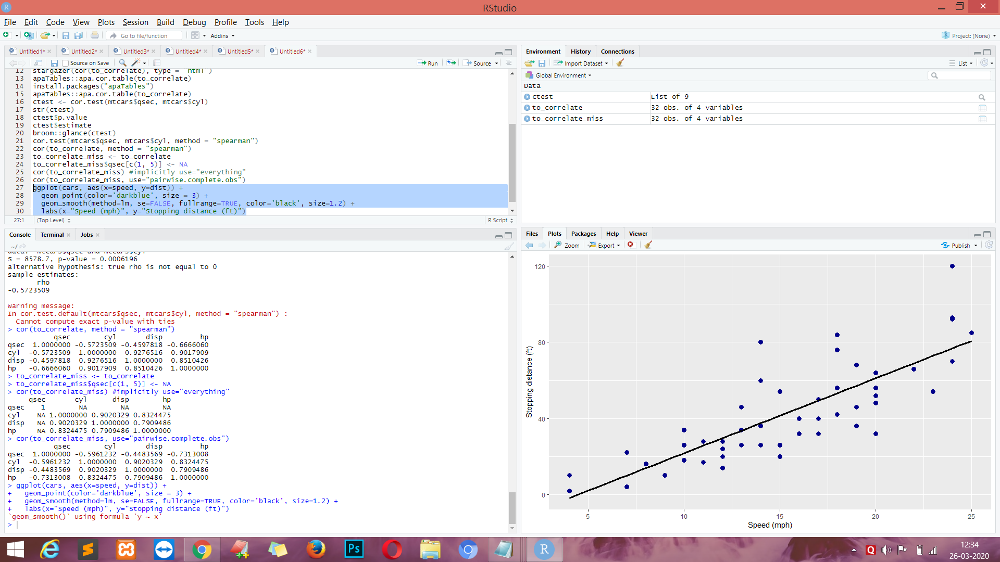 RStudio
File Edit Code View Plots Session Build Debug Profile Tools Help
Go to file/function Addins Project: (None)
Untitled1* Untitled2* Untitled3* Untitled4* Untitled5* Untitled6*
Source on Save Run Source
12 stargazer(cor(to_correlate), type = "html")
13 apaTables::apa.cor.table(to_correlate)
14 install.packages("apaTables")
15 apaTables::apa.cor.table(to_correlate)
16 ctest <- cor.test(mtcars$qsec, mtcars$cyl)
17 str(ctest)
18 ctest$p.value
19 ctest$estimate
20 broom::glance(ctest)
21 cor.test(mtcars$qsec, mtcars$cyl, method = "spearman")
22 cor(to_correlate, method = "spearman")
23 to_correlate_miss <- to_correlate
24 to_correlate_miss$qsec[c(1, 5)] <- NA
25 cor(to_correlate_miss) #implicitly use="everything"
26 cor(to_correlate_miss, use="pairwise.complete.obs")
27 ggplot(cars, aes(x=speed, y=dist)) +
28 geom_point(color='darkblue', size = 3) +
29 geom_smooth(method=lm, se=FALSE, fullrange=TRUE, color='black', size=1.2) +
30 labs(x="Speed (mph)", y="Stopping distance (ft)")
27:1 (Top Level) R Script
Console Terminal Jobs
~/
data: mtcars$qsec and mtcars$cyl
S = 8578.7, p-value = 0.0006196
alternative hypothesis: true rho is not equal to 0
sample estimates:
rho
-0.5723509
Warning message:
In cor.test.default(mtcars$qsec, mtcars$cyl, method = "spearman") :
Cannot compute exact p-value with ties
> cor(to_correlate, method = "spearman")
qsec cyl disp hp
qsec 1.0000000 -0.5723509 -0.4597818 -0.6666060
cyl -0.5723509 1.0000000 0.9276516 0.9017909
disp -0.4597818 0.9276516 1.0000000 0.8510426
hp -0.6666060 0.9017909 0.8510426 1.0000000
> to_correlate_miss <- to_correlate
> to_correlate_miss$qsec[c(1, 5)] <- NA
> cor(to_correlate_miss) #implicitly use="everything"
qsec cyl disp hp
qsec 1 NA NA NA
cyl NA 1.0000000 0.9020329 0.8324475
disp NA 0.9020329 1.0000000 0.7909486
hp NA 0.8324475 0.7909486 1.0000000
> cor(to_correlate_miss, use="pairwise.complete.obs")
qsec cyl disp hp
qsec 1.0000000 -0.5961232 -0.4483569 -0.7313008
cyl -0.5961232 1.0000000 0.9020329 0.8324475
disp -0.4483569 0.9020329 1.0000000 0.7909486
hp -0.7313008 0.8324475 0.7909486 1.0000000
> ggplot(cars, aes(x=speed, y=dist)) +
+ geom_point(color='darkblue', size = 3) +
+ geom_smooth(method=lm, se=FALSE, fullrange=TRUE, color='black', size=1.2) +
+ labs(x="Speed (mph)", y="Stopping distance (ft)")
`geom_smooth()` using formula 'y ~ x'
>
Environment History Connections
Import Dataset List
Global Environment
Data
ctest List of 9
to_correlate 32 obs. of 4 variables
to_correlate_miss 32 obs. of 4 variables
Files Plots Packages Help Viewer
Zoom Export Publish
120
80
40
0
Stopping distance (ft)
5 10 15 20 25
Speed (mph)
Ps R Q
12:34
26-03-2020